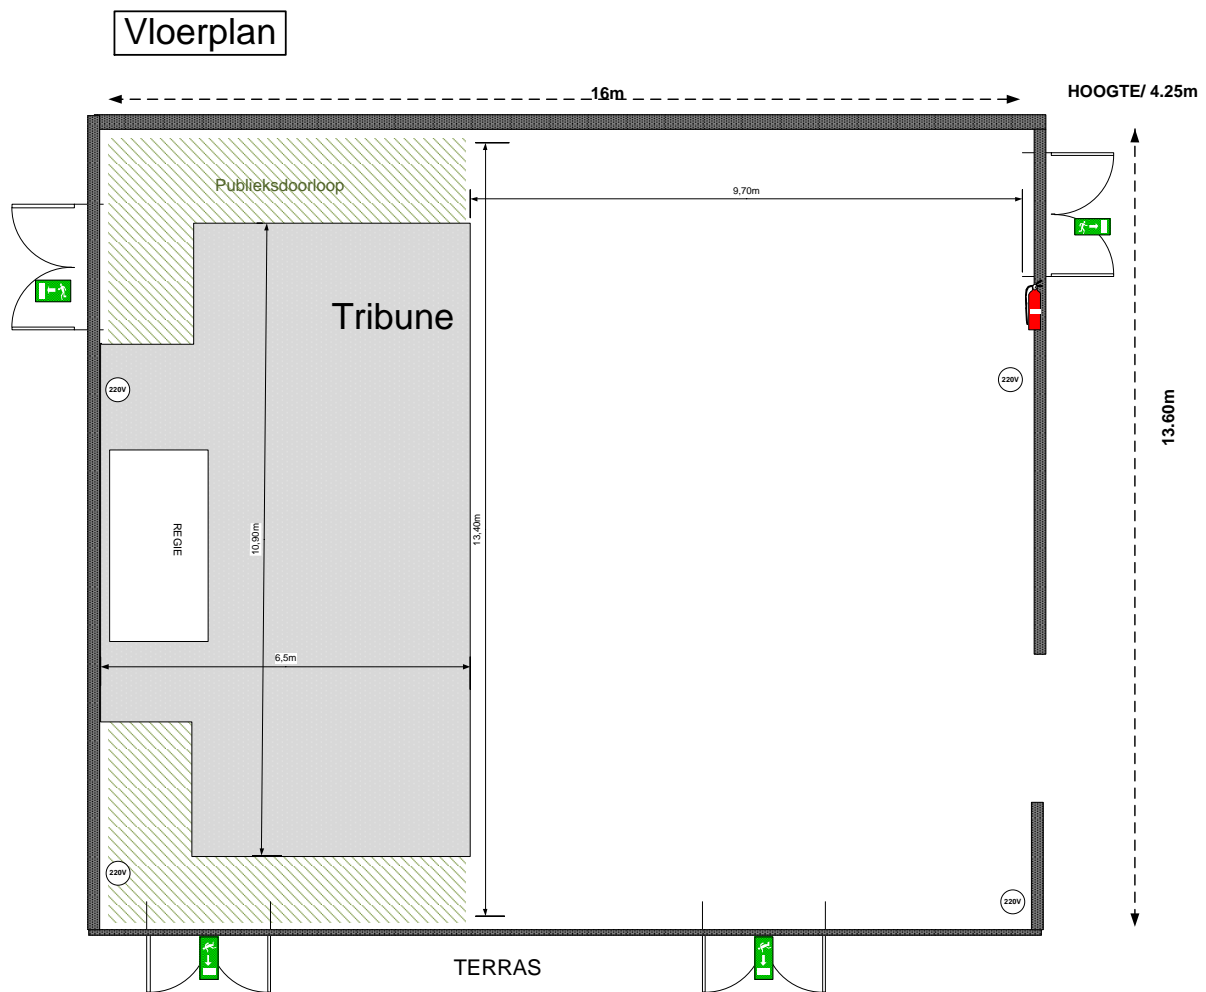 Vloerplan
16m
HOOGTE/ 4.25m
Publieksdoorloop
9,70m
Tribune
220V
220V
13.60m
REGIE
10,90m
13,40m
6,5m
220V
220V
TERRAS